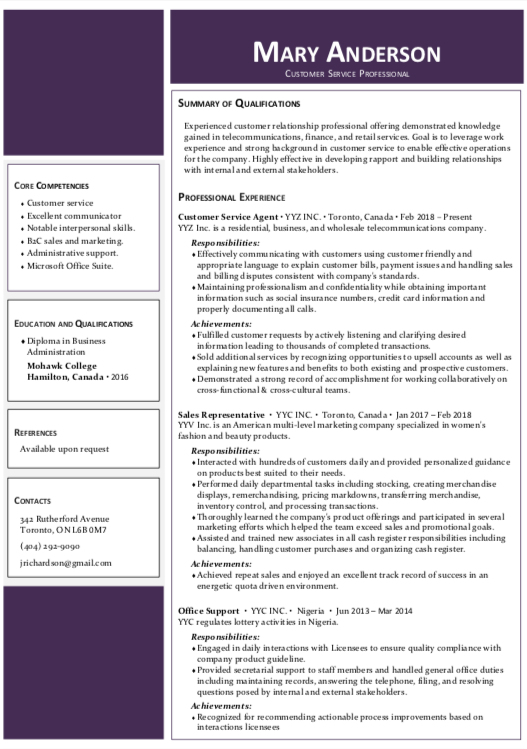 Mary Anderson
Customer Service Professional
Core Competencies
⬧ Customer service
⬧ Excellent communicator
⬧ Notable interpersonal skills.
⬧ B2C sales and marketing.
⬧ Administrative support.
⬧ Microsoft Office Suite.
Education and Qualifications
⬧ Diploma in Business
Administration
Mohawk College
Hamilton, Canada • 2016
References
Available upon request
Contacts
342 Rutherford Avenue
Toronto, ON L6B 0M7
(404) 292-9090
jrichardson@gmail.com
Summary of Qualifications
Experienced customer relationship professional offering demonstrated knowledge
gained in telecommunications, finance, and retail services. Goal is to leverage work
experience and strong background in customer service to enable effective operations
for the company. Highly effective in developing rapport and building relationships
with internal and external stakeholders.
Professional Experience
Customer Service Agent • YYZ INC. • Toronto, Canada • Feb 2018 – Present
YYZ Inc. is a residential, business, and wholesale telecommunications company.
Responsibilities:
⬧ Effectively communicating with customers using customer friendly and
appropriate language to explain customer bills, payment issues and handling sales
and billing disputes consistent with company's standards.
⬧ Maintaining professionalism and confidentiality while obtaining important
information such as social insurance numbers, credit card information and
properly documenting all calls.
Achievements:
⬧ Fulfilled customer requests by actively listening and clarifying desired
information leading to thousands of completed transactions.
⬧ Sold additional services by recognizing opportunities to upsell accounts as well as
explaining new features and benefits to both existing and prospective customers.
⬧ Demonstrated a strong record of accomplishment for working collaboratively on
cross-functional & cross-cultural teams.
Sales Representative • YYC INC. • Toronto, Canada • Jan 2017 – Feb 2018
YYV Inc. is an American multi-level marketing company specialized in women's
fashion and beauty products.
Responsibilities:
⬧ Interacted with hundreds of customers daily and provided personalized guidance
on products best suited to their needs.
⬧ Performed daily departmental tasks including stocking, creating merchandise
displays, remerchandising, pricing markdowns, transferring merchandise,
inventory control, and processing transactions.
⬧ Thoroughly learned the company's product offerings and participated in several
marketing efforts which helped the team exceed sales and promotional goals.
⬧ Assisted and trained new associates in all cash register responsibilities including
balancing, handling customer purchases and organizing cash register.
Achievements:
⬧ Achieved repeat sales and enjoyed an excellent track record of success in an
energetic quota driven environment.
Office Support • YYC INC. • Nigeria • Jun 2013 – Mar 2014
YYC regulates lottery activities in Nigeria.
Responsibilities:
⬧ Engaged in daily interactions with Licensees to ensure quality compliance with
company product guideline.
⬧ Provided secretarial support to staff members and handled general office duties
including maintaining records, answering the telephone, filing, and resolving
questions posed by internal and external stakeholders.
Achievements:
⬧ Recognized for recommending actionable process improvements based on
interactions licensees